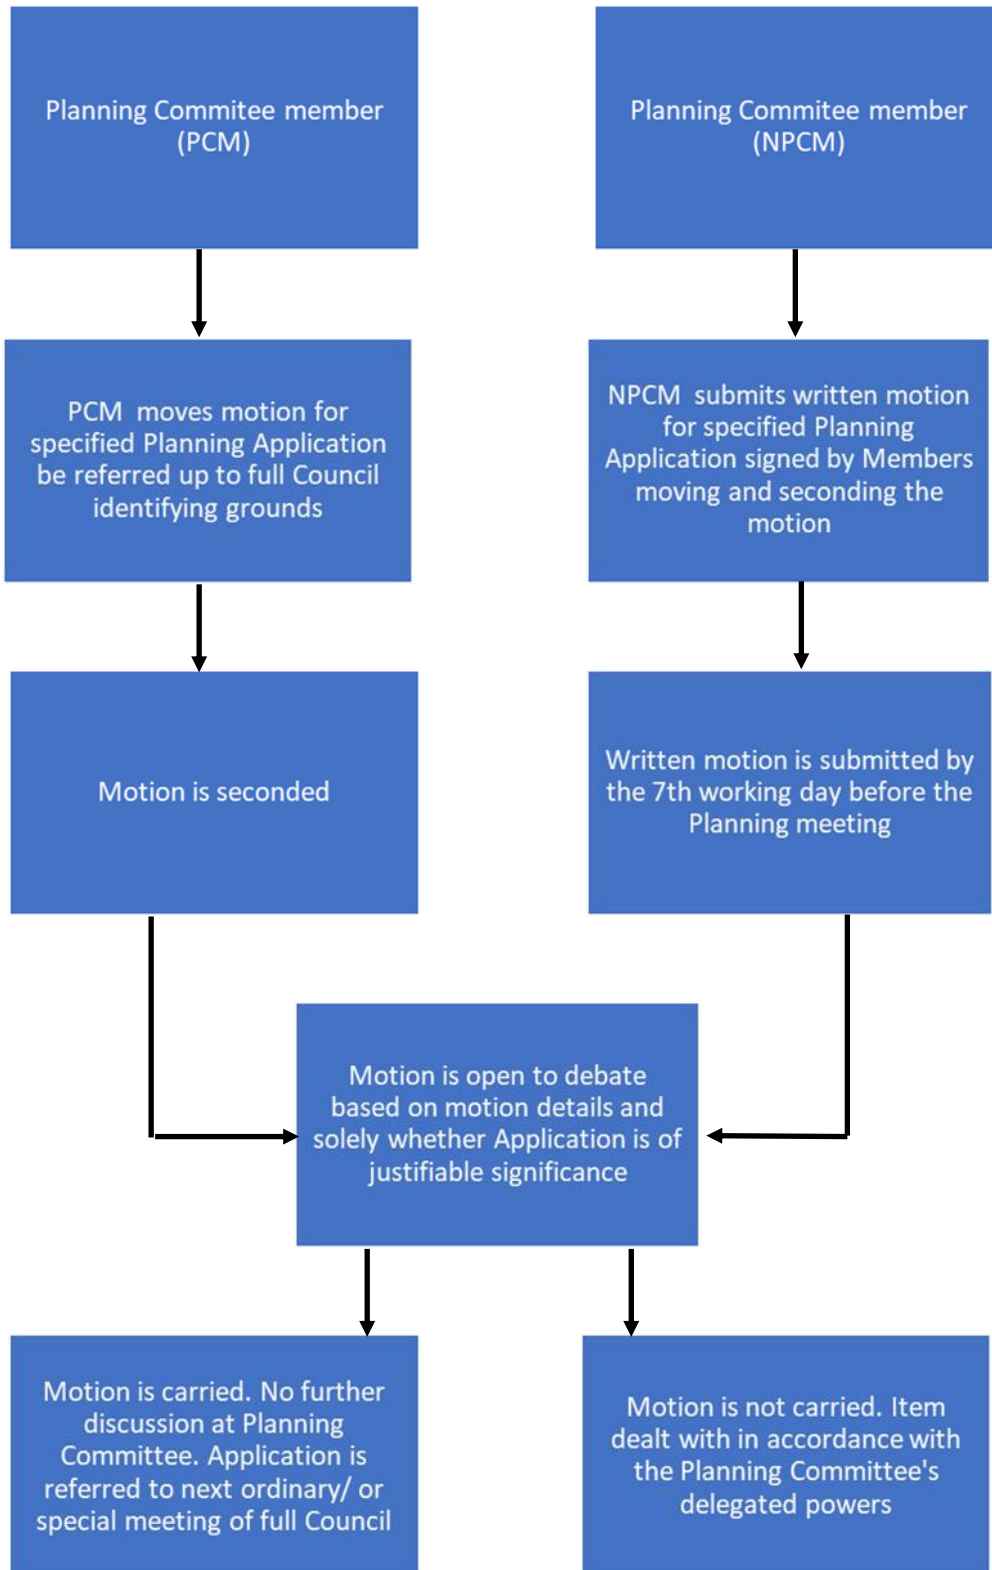 Planning Commitee member
(PCM)
Planning Commitee member
(NPCM)
PCM moves motion for
specified Planning Application
be referred up to full Council
identifying grounds
NPCM submits written motion
for specified Planning
Application signed by Members
moving and seconding the
motion
Motion is seconded
Written motion is submitted by
the 7th working day before the
Planning meeting
Motion is open to debate
based on motion details and
solely whether Application is of
justifiable significance
Motion is carried. No further
discussion at Planning
Committee. Application is
referred to next ordinary/ or
special meeting of full Council
Motion is not carried. Item
dealt with in accordance with
the Planning Committee's
delegated powers